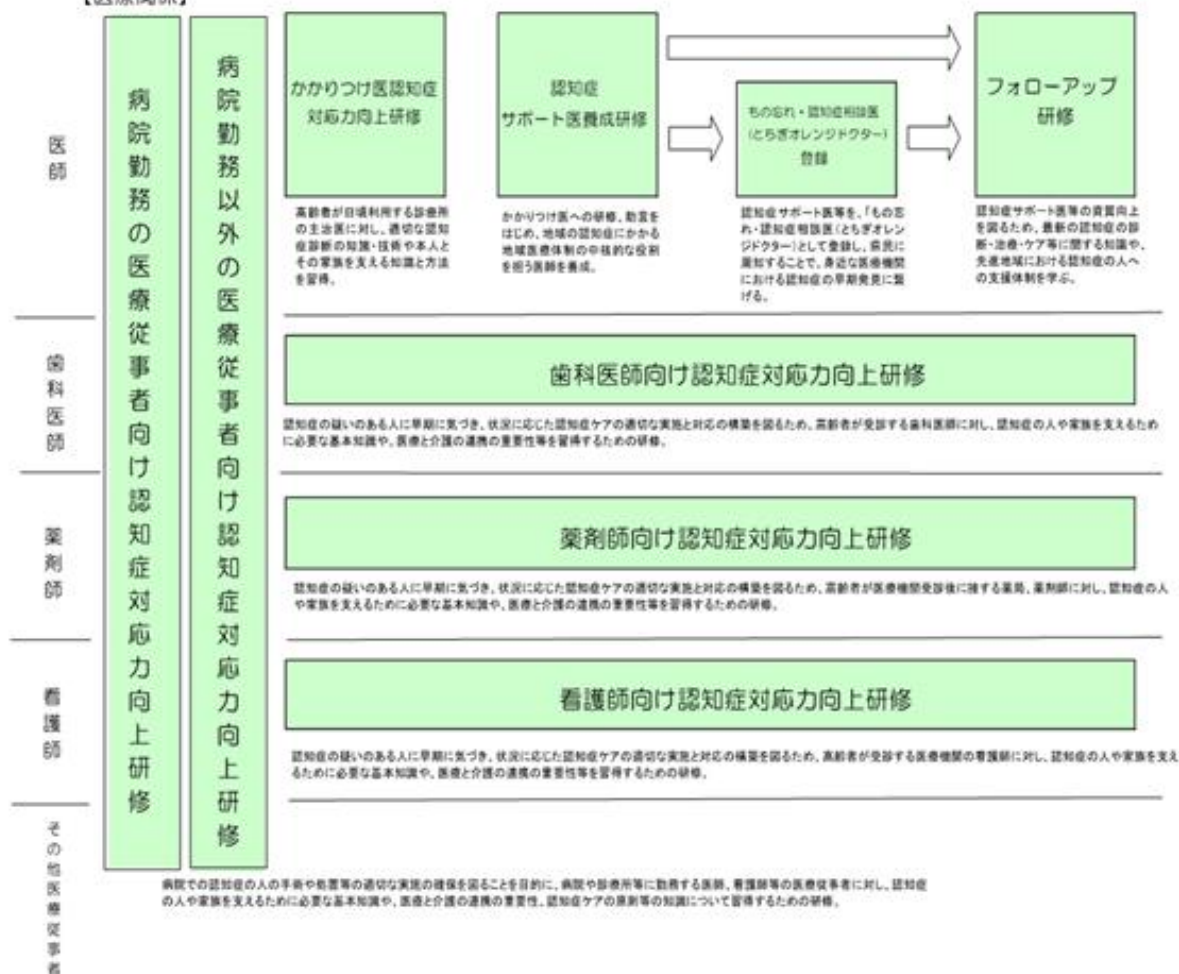 【医療関係】
医師
歯科医師
薬剤師
看護師
その他医療従事者
病院勤務の医療従事者向け認知症対応力向上研修
病院勤務以外の医療従事者向け認知症対応力向上研修
かかりつけ医認知症
対応力向上研修
高齢者が日頃利用する診療所
の主治医に対し、適切な認知
症診断の知識・技術や本人と
その家族を支える知識と方法
を習得。
認知症
サポート医養成研修
かかりつけ医への研修、助言を
はじめ、地域の認知症にかかる
地域医療体制の中核的な役割
を担う医師を養成。
もの忘れ・認知症相談医
(とちぎオレンジドクター)
登録
認知症サポート医等を、「もの忘
れ・認知症相談医(とちぎオレン
ジドクター)として登録し、県民に
周知することで、身近な医療機関
における認知症の早期発見に繋
げる。
フォローアップ
研修
認知症サポート医等の資質向上
を図るため、最新の認知症の診
断・治療・ケア等に関する知識や、
先進地域における認知症の人へ
の支援体制を学ぶ。
歯科医師向け認知症対応力向上研修
認知症の疑いのある人に早期に気づき、状況に応じた認知症ケアの適切な実施と対応の構築を図るため、高齢者が受診する歯科医師に対し、認知症の人や家族を支えるため
に必要な基本知識や、医療と介護の連携の重要性等を習得するための研修。
薬剤師向け認知症対応力向上研修
認知症の疑いのある人に早期に気づき、状況に応じた認知症ケアの適切な実施と対応の構築を図るため、高齢者が医療機関受診後に接する薬局、薬剤師に対し、認知症の人
や家族を支えるために必要な基本知識や、医療と介護の連携の重要性等を習得するための研修。
看護師向け認知症対応力向上研修
認知症の疑いのある人に早期に気づき、状況に応じた認知症ケアの適切な実施と対応の構築を図るため、高齢者が受診する医療機関の看護師に対し、認知症の人や家族を支え
るために必要な基本知識や、医療と介護の連携の重要性等を習得するための研修。
病院での認知症の人の手術や処置等の適切な実施の確保を図ることを目的に、病院や診療所等に勤務する医師、看護師等の医療従事者に対し、認知症
の人や家族を支えるために必要な基本知識や、医療と介護の連携の重要性、認知症ケアの原則等の知識について習得するための研修。